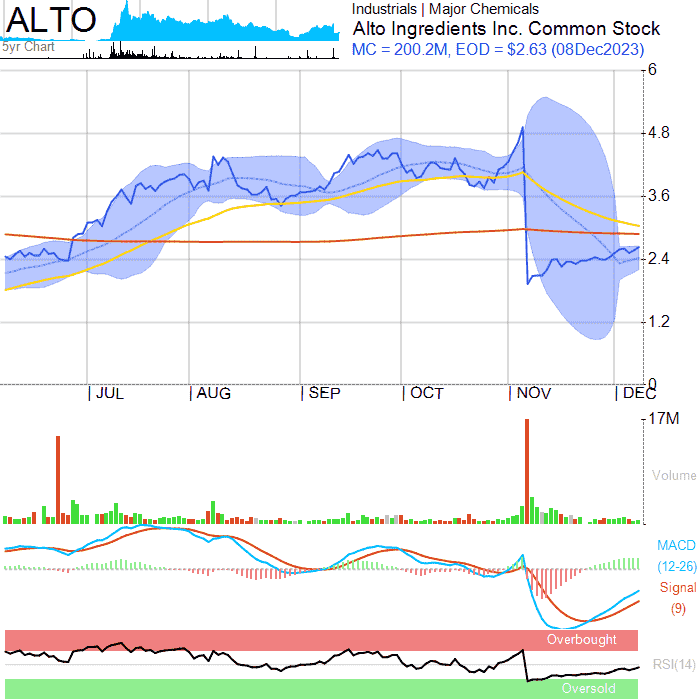 ALTO
5yr Chart
Industrials | Major Chemicals
Alto Ingredients Inc. Common Stock
MC = 200.2M, EOD = $2.63 (08Dec2023)
6
4.8
3.6
2.4
1.2
0
JUL AUG SEP OCT NOV DEC
17M
Volume
MACD
(12-26)
Signal
(9)
Overbought
RSI(14)
Oversold